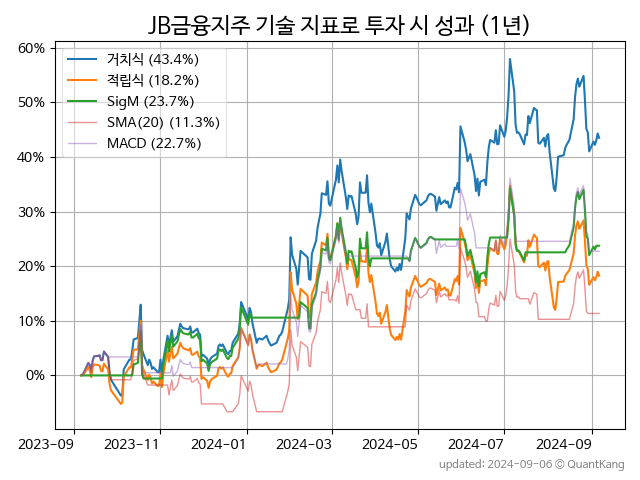 JB금융지주 기술 지표로 투자 시 성과 (1년)
거치식 (43.4%)
적립식 (18.2%)
SigM (23.7%)
SMA(20) (11.3%)
MACD (22.7%)
60%
50%
40%
30%
20%
10%
0%
2023-09 2023-11 2024-01 2024-03 2024-05 2024-07 2024-09
updated: 2024-09-06 © QuantKang